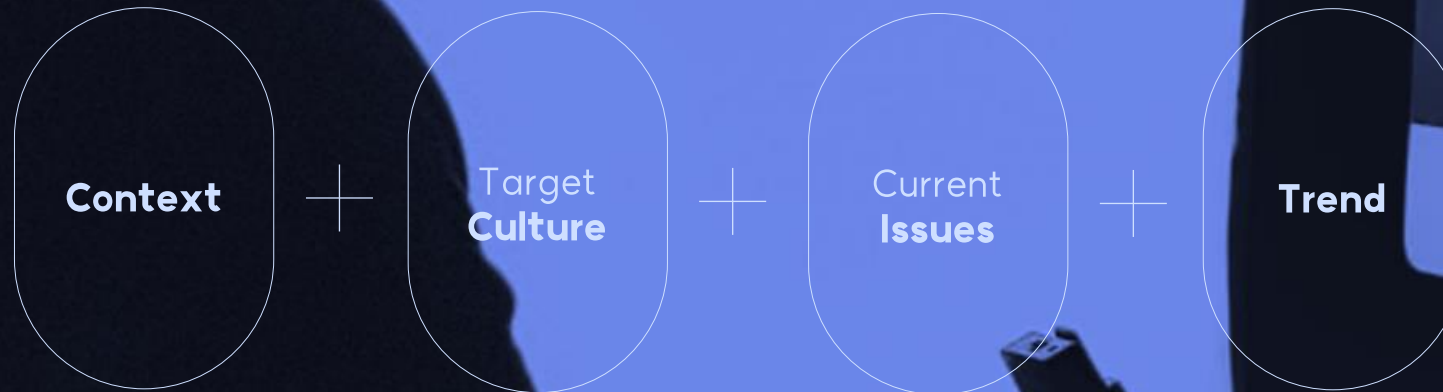 Context
Target
Culture
Current
Issues
Trend